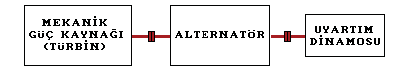 MEKANİK
GÜÇ KAYNAĞI
(TÜRBİN)
ALTERNATÖR
UYARTIM
DİNAMOSU